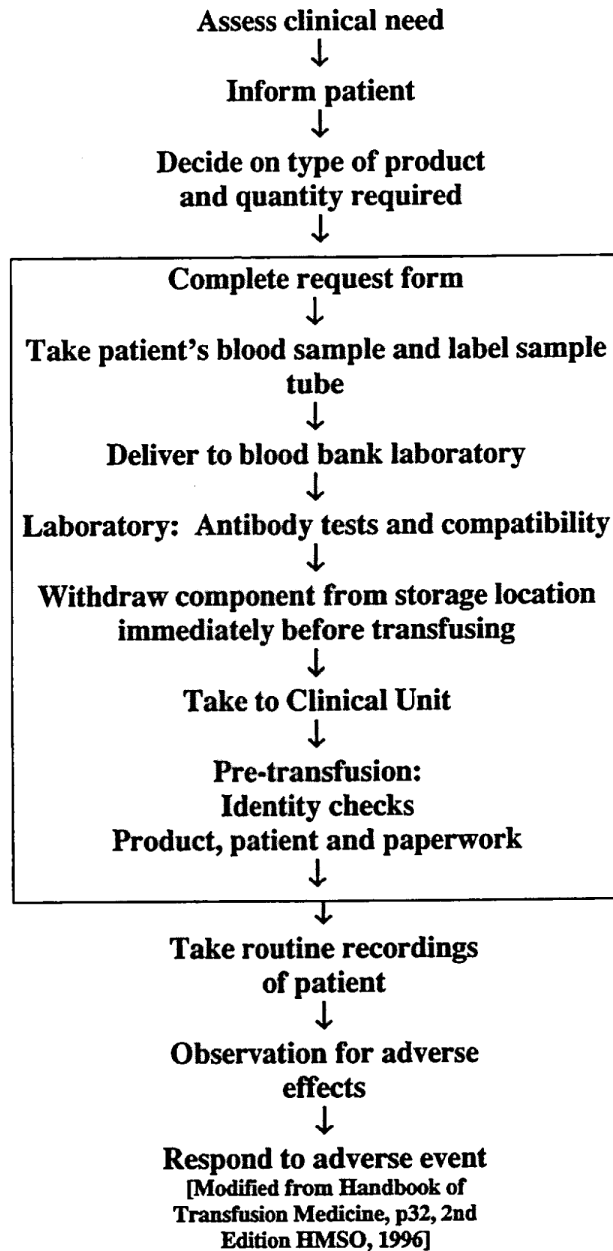 Assess clinical need
↓
Inform patient
↓
Decide on type of product
and quantity required
↓
Complete request form
↓
Take patient's blood sample and label sample
tube
↓
Deliver to blood bank laboratory
↓
Laboratory: Antibody tests and compatibility
↓
Withdraw component from storage location
immediately before transfusing
↓
Take to Clinical Unit
↓
Pre-transfusion:
Identity checks
Product, patient and paperwork
↓
↓
Take routine recordings
of patient
↓
Observation for adverse
effects
↓
Respond to adverse event
[Modified from Handbook of
Transfusion Medicine, p32, 2nd
Edition HMSO, 1996]